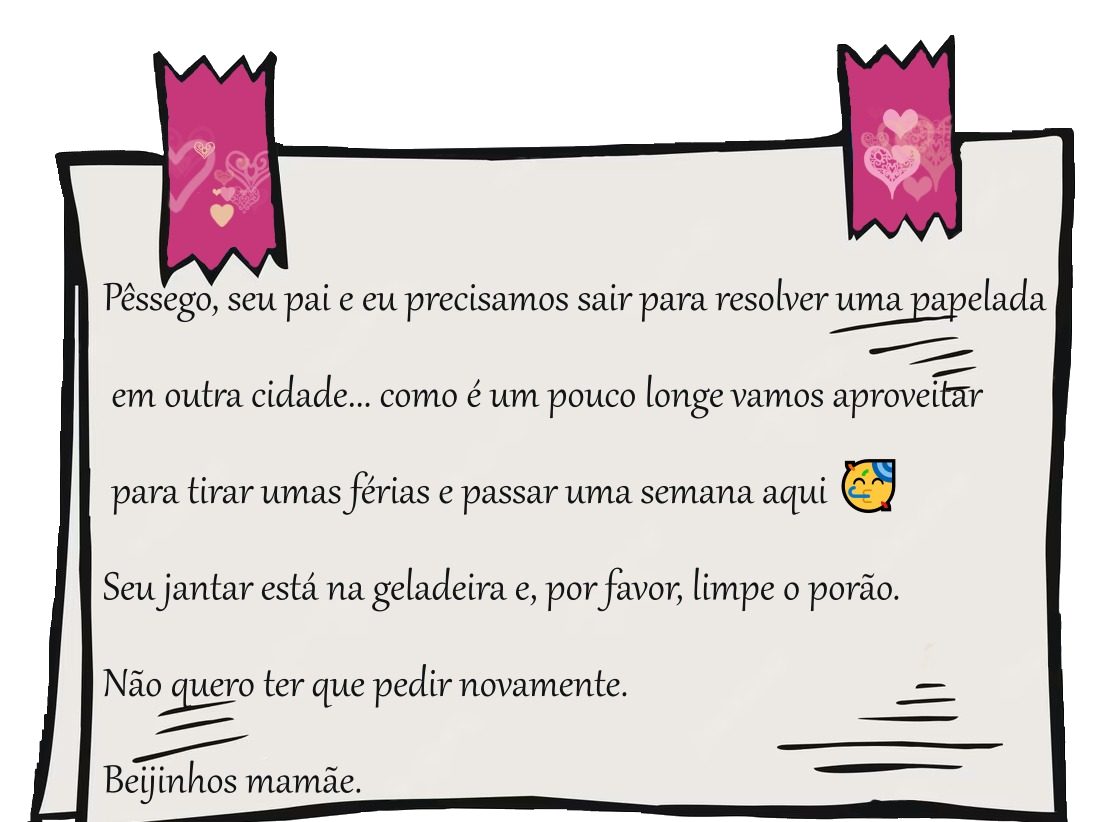 Pêssego, seu pai e eu precisamos sair para resolver uma papelada
em outra cidade... como é um pouco longe vamos aproveitar
para tirar umas férias e passar uma semana aqui 🥳
Seu jantar está na geladeira e, por favor, limpe o porão.
Não quero ter que pedir novamente.
Beijinhos mamãe.